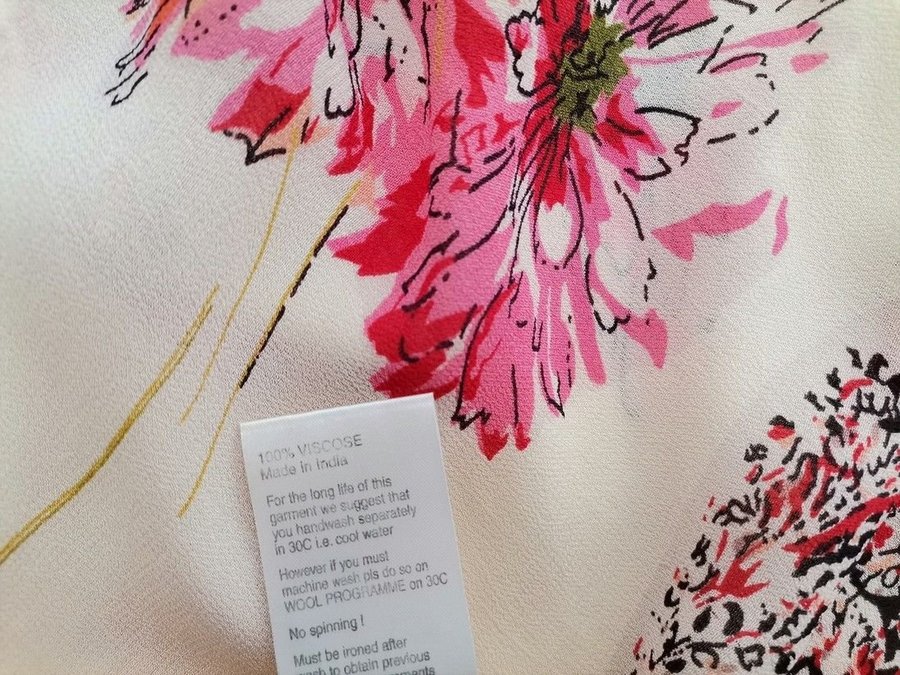 100% VISCOSE
Made in India
For the long life of this
garment we suggest that
you handwash separately
in 30C i.e. cool water
However if you must
machine wash pls do so on
WOOL PROGRAMME on 30C
No spinning !
Must be ironed after
wash to obtain previous